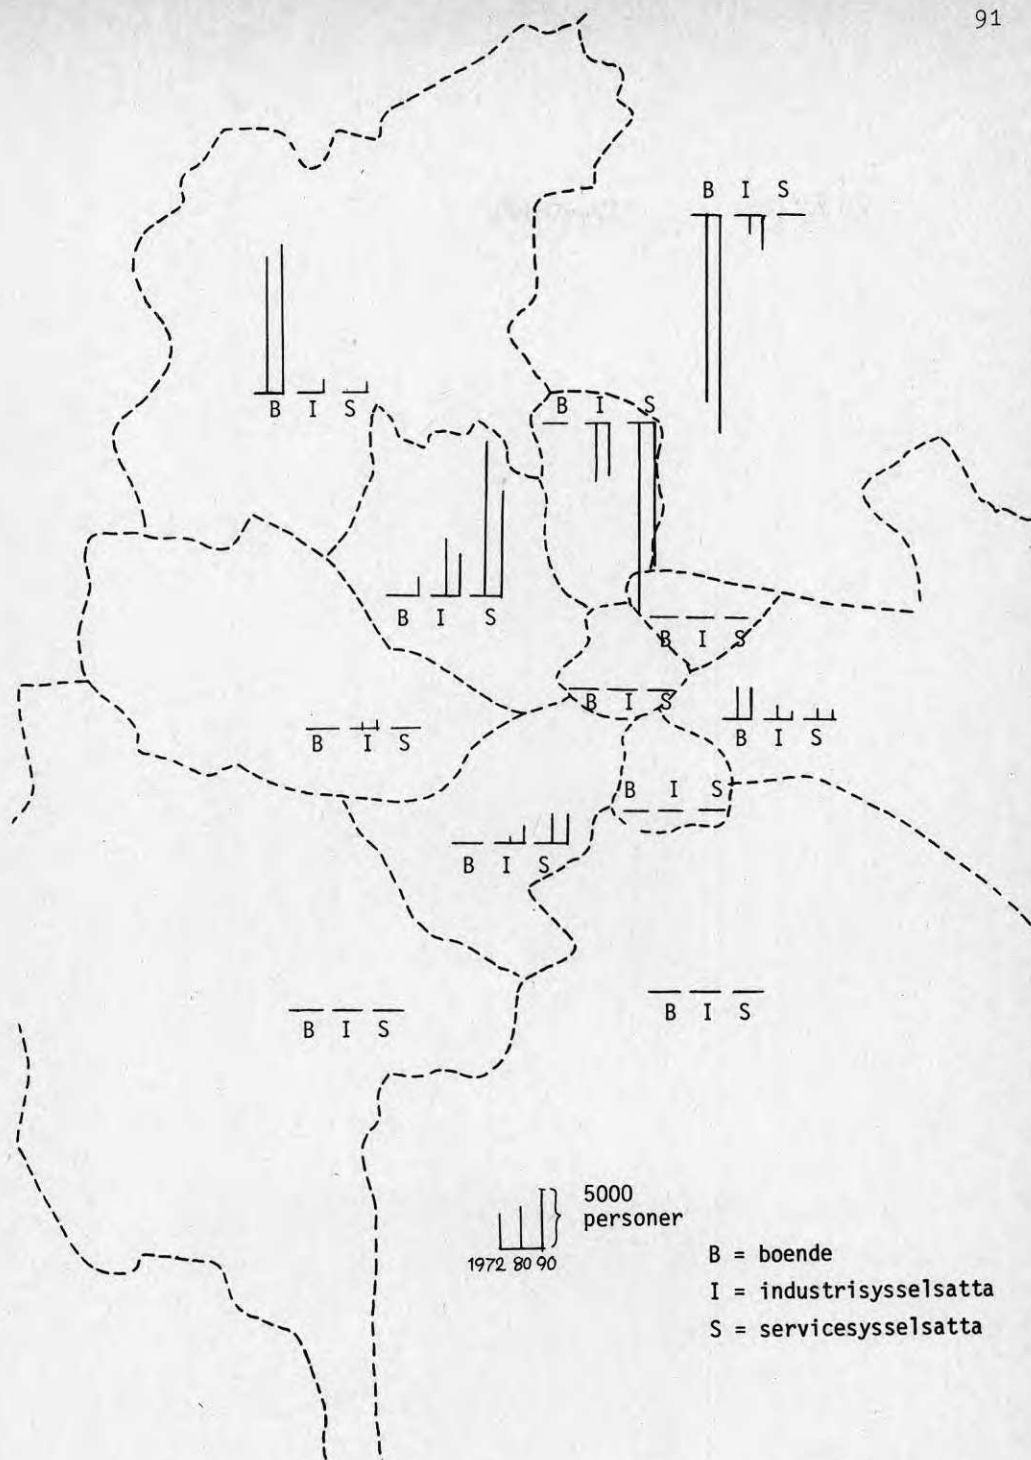 91
B I S
B I S
B I S
B I S
B I S
B I S
B I S
B I S
B I S
B I S
B I S
B I S
5000
personer
1972 80 90
B = boende
I = industrisysselsatta
S = servicesysselsatta